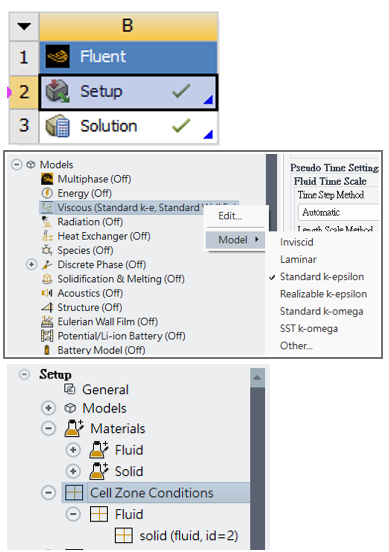 B
1 Fluent
2 Setup
3 Solution
Models
Multiphase (Off)
Energy (Off)
Viscous (Standard k-e, Standard Wall Fn)
Radiation (Off)
Heat Exchanger (Off)
Species (Off)
Discrete Phase (Off)
Solidification & Melting (Off)
Acoustics (Off)
Structure (Off)
Eulerian Wall Film (Off)
Potential/Li-ion Battery (Off)
Battery Model (Off)
Edit...
Model
Inviscid
Laminar
Standard k-epsilon
Realizable k-epsilon
Standard k-omega
SST k-omega
Other...
Pseudo Time Setting
Fluid Time Scale
Time Step Method
Automatic
Length Scale Method
Setup
General
Models
Materials
Fluid
Solid
Cell Zone Conditions
Fluid
solid (fluid, id=2)